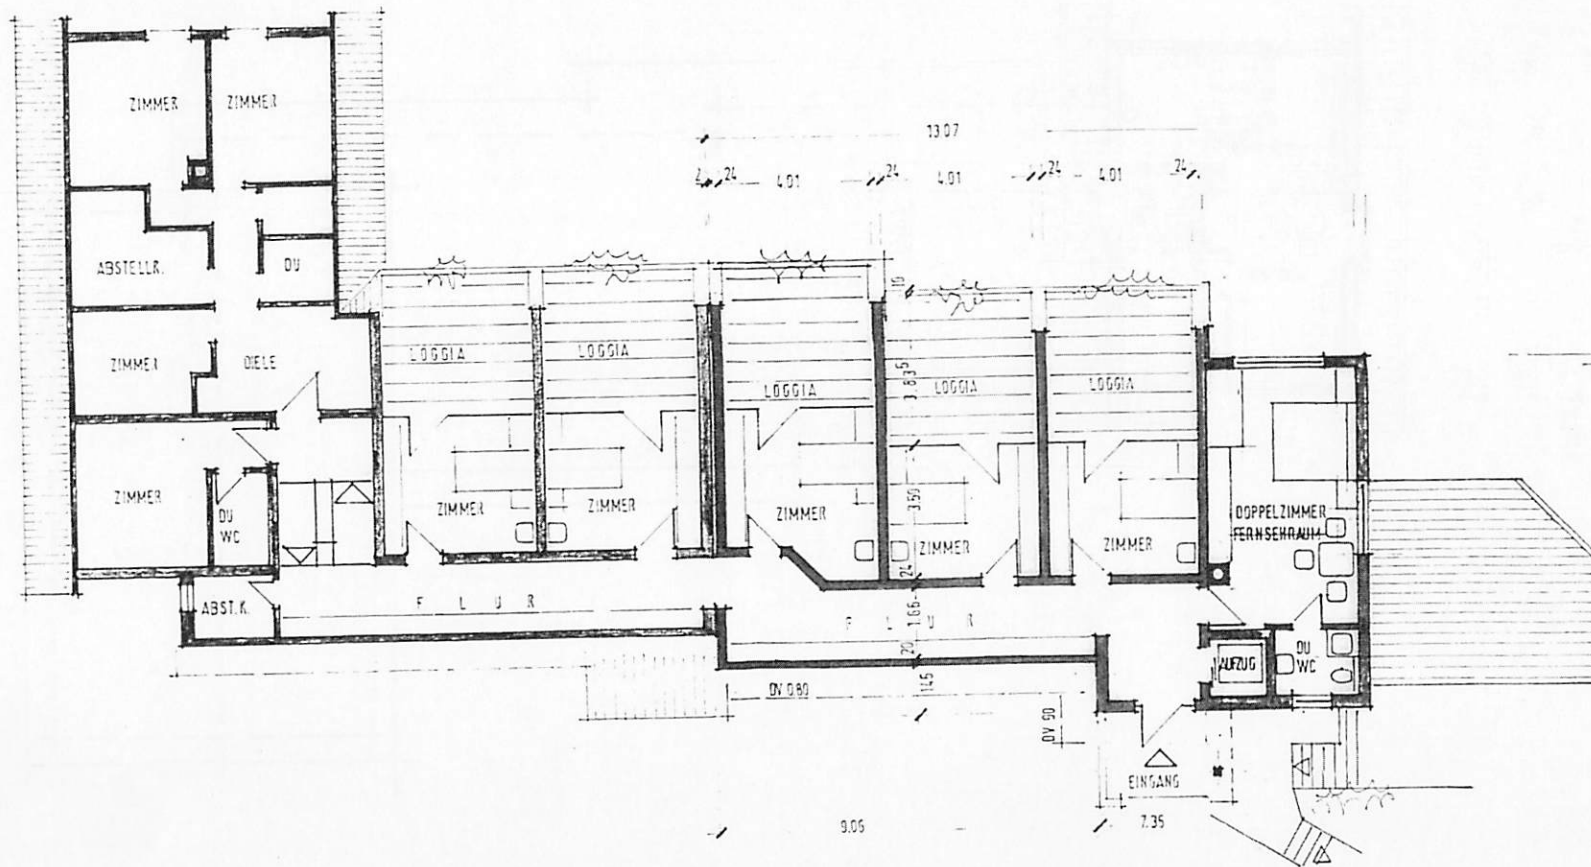 ZIMMER ZIMMER
13.07
24 4.01 24 4.01 24 4.01 24
ABSTELLR. DU
10
ZIMMER DIELE
LOGGIA LOGGIA LOGGIA LOGGIA LOGGIA
3.835
ZIMMER
DU
WC
ZIMMER ZIMMER ZIMMER ZIMMER ZIMMER
3.50
DOPPELZIMMER
FERNSEHRAUM
24
ABST.K. F L U R
F L U R
1.66
20
1.45
AUFZUG
DU
WC
DV 0.80
DV 90
EINGANG
9.06 7.35